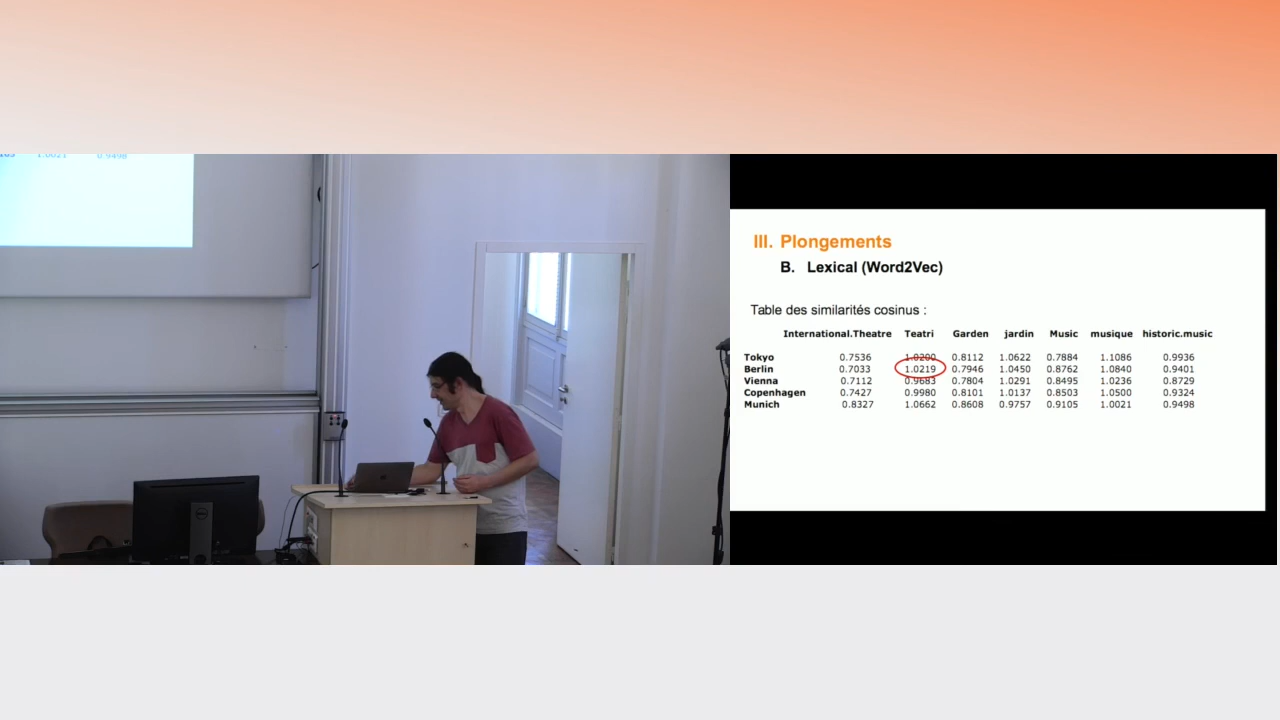 1.0021 0.9498
III. Plongements
B. Lexical (Word2Vec)
Table des similarités cosinus :
International.Theatre Teatri Garden jardin Music musique historic.music
Tokyo 0.7536 1.0200 0.8112 1.0622 0.7884 1.1086 0.9936
Berlin 0.7033 1.0219 0.7946 1.0450 0.8762 1.0840 0.9401
Vienna 0.7112 0.9683 0.7804 1.0291 0.8495 1.0236 0.8729
Copenhagen 0.7427 0.9980 0.8101 1.0137 0.8503 1.0500 0.9324
Munich 0.8327 1.0662 0.8608 0.9757 0.9105 1.0021 0.9498